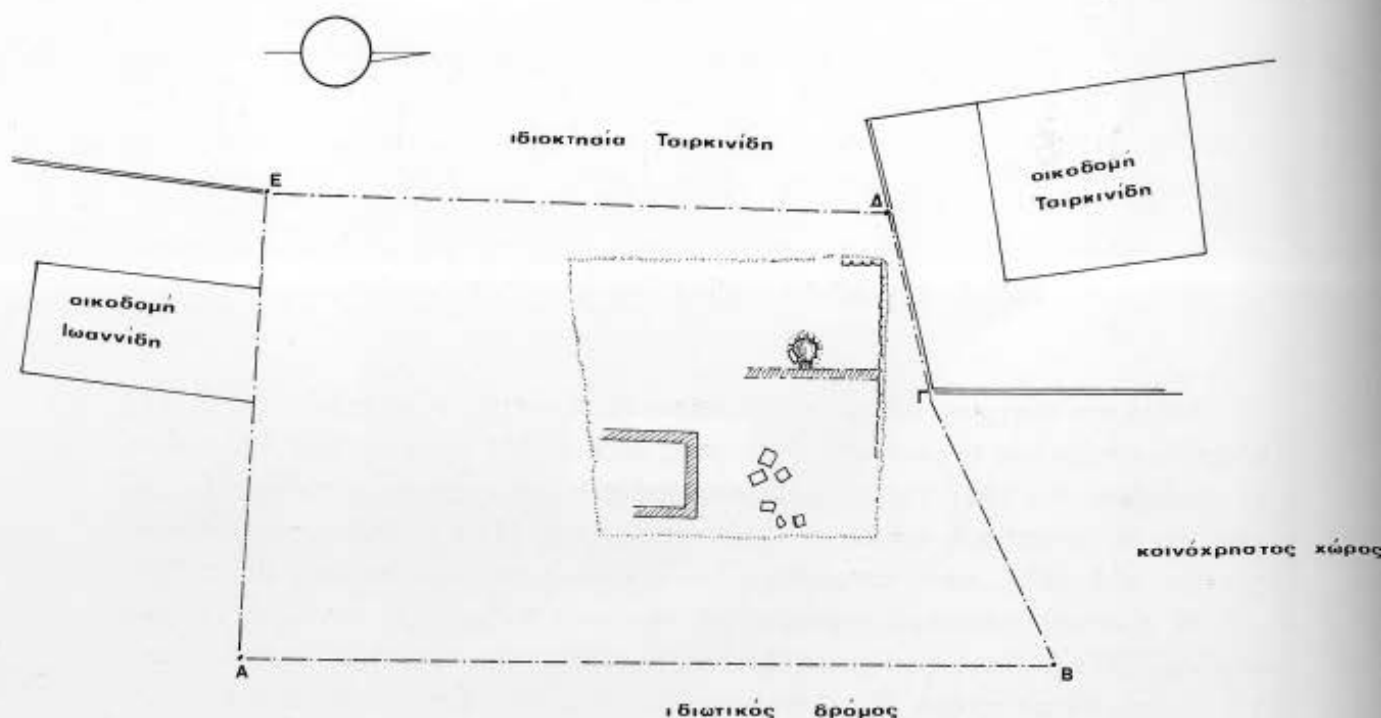 ιδιοκτησία Τσιρκινίδη
οικοδομή
Τσιρκινίδη
Ε
Δ
οικοδομή
Ιωαννίδη
Γ
κοινόχρηστος χώρος
Α
Β
ιδιωτικός δρόμος